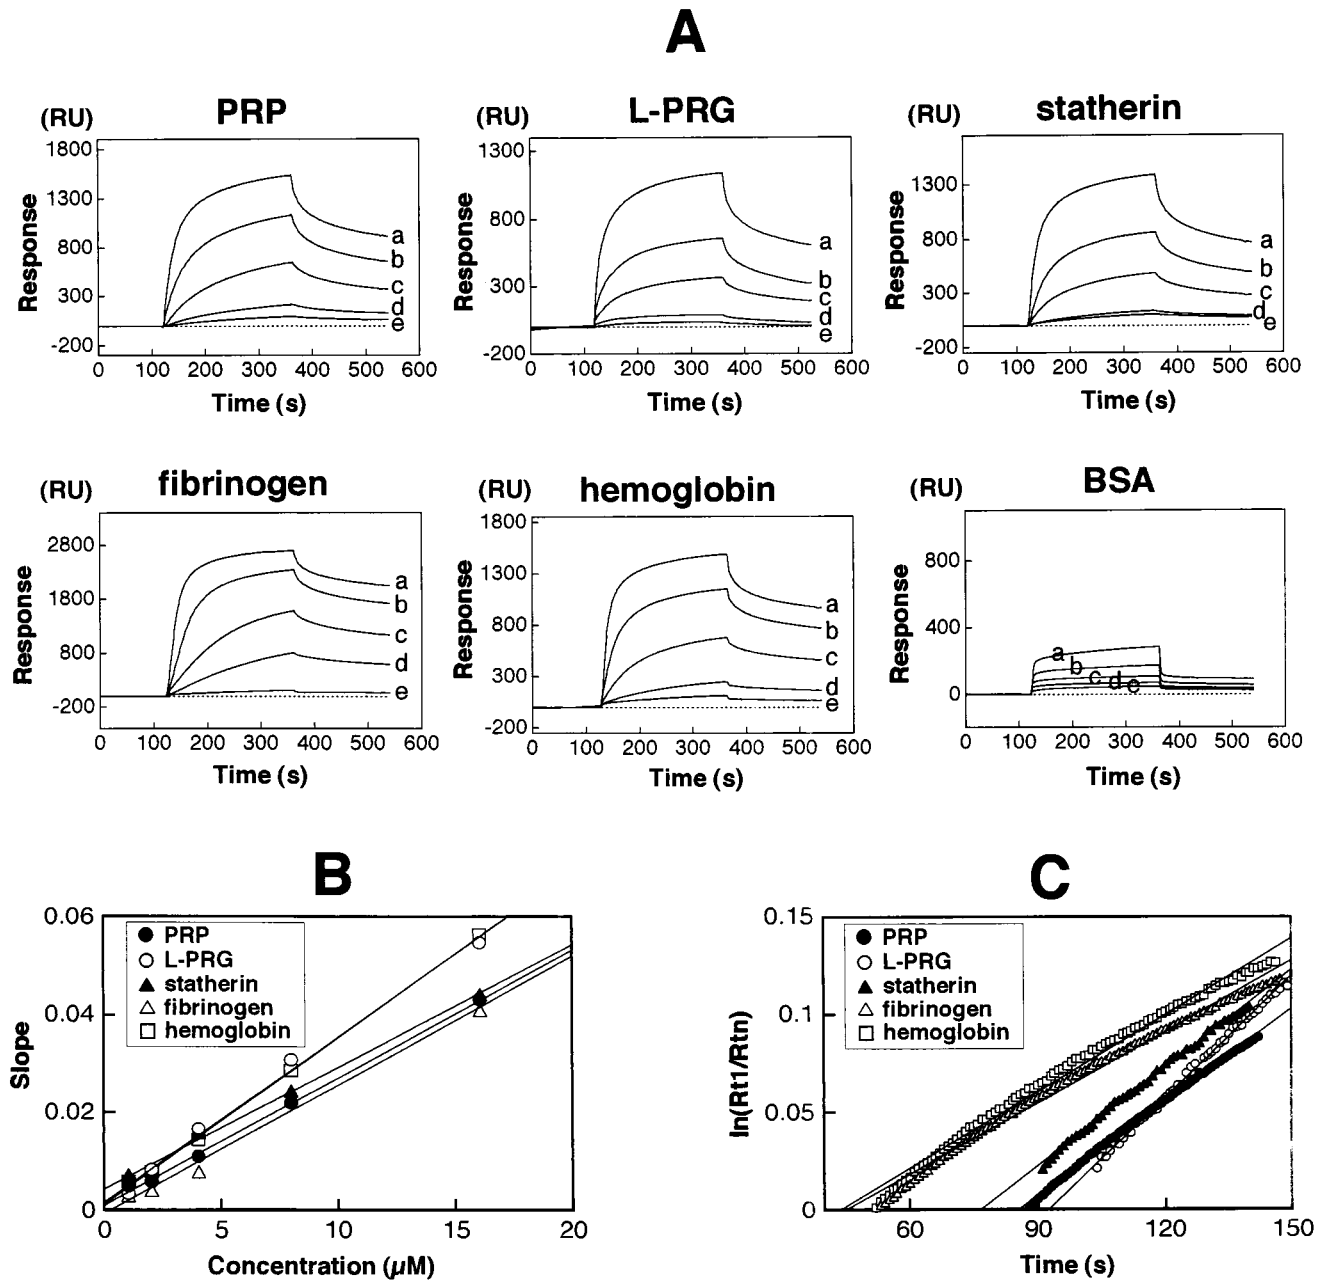 A
(RU) PRP (RU) L-PRG (RU) statherin
1800
1300
800
300
-200
Response
a
b
c
d
e
0 100 200 300 400 500 600
Time (s)
1300
800
300
-200
Response
a
b
c
d
e
0 100 200 300 400 500 600
Time (s)
1300
800
300
-200
Response
a
b
c
d
e
0 100 200 300 400 500 600
Time (s)
(RU) fibrinogen (RU) hemoglobin (RU) BSA
2800
1800
800
-200
Response
a
b
c
d
e
0 100 200 300 400 500 600
Time (s)
1800
1300
800
300
-200
Response
a
b
c
d
e
0 100 200 300 400 500 600
Time (s)
800
400
0
Response
a
b
c
d
e
0 100 200 300 400 500 600
Time (s)
B
0.06
0.04
0.02
0
Slope
PRP
L-PRG
statherin
fibrinogen
hemoglobin
0 5 10 15 20
Concentration (µM)
C
0.15
0.1
0.05
0
ln(Rt1/Rtn)
PRP
L-PRG
statherin
fibrinogen
hemoglobin
60 90 120 150
Time (s)